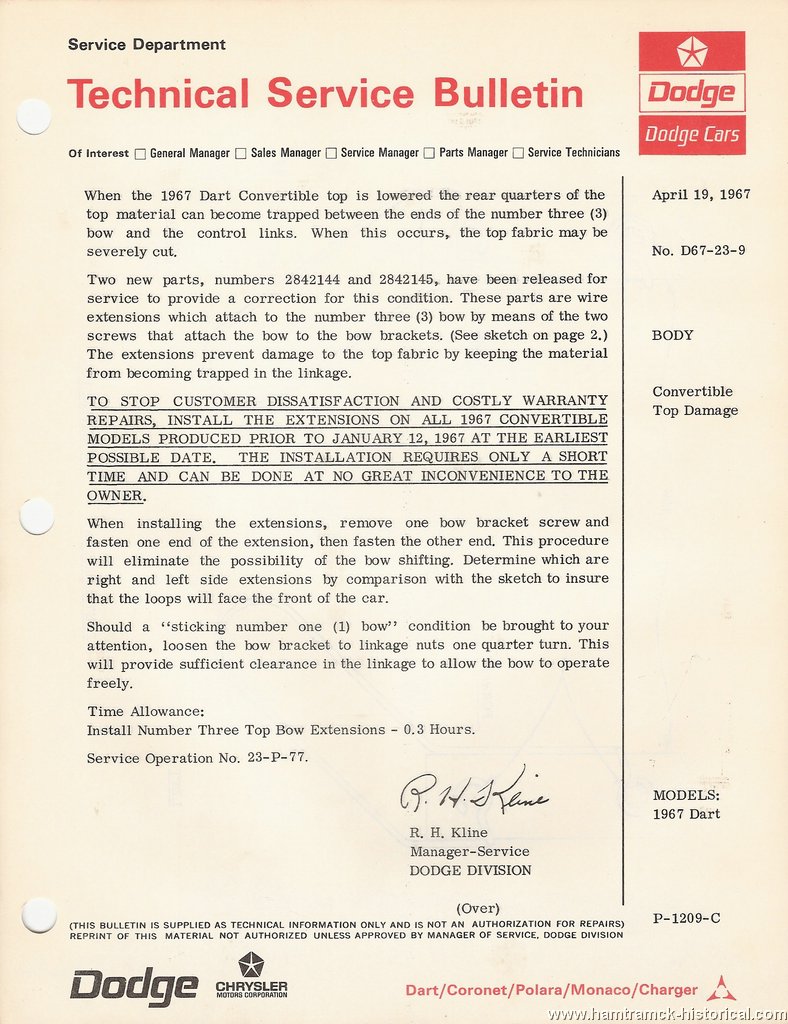 Service Department
Technical Service Bulletin
Dodge
Dodge Cars
Of Interest □ General Manager □ Sales Manager □ Service Manager □ Parts Manager □ Service Technicians
When the 1967 Dart Convertible top is lowered the rear quarters of the
top material can become trapped between the ends of the number three (3)
bow and the control links. When this occurs, the top fabric may be
severely cut.
Two new parts, numbers 2842144 and 2842145, have been released for
service to provide a correction for this condition. These parts are wire
extensions which attach to the number three (3) bow by means of the two
screws that attach the bow to the bow brackets. (See sketch on page 2.)
The extensions prevent damage to the top fabric by keeping the material
from becoming trapped in the linkage.
TO STOP CUSTOMER DISSATISFACTION AND COSTLY WARRANTY
REPAIRS, INSTALL THE EXTENSIONS ON ALL 1967 CONVERTIBLE
MODELS PRODUCED PRIOR TO JANUARY 12, 1967 AT THE EARLIEST
POSSIBLE DATE. THE INSTALLATION REQUIRES ONLY A SHORT
TIME AND CAN BE DONE AT NO GREAT INCONVENIENCE TO THE
OWNER.
When installing the extensions, remove one bow bracket screw and
fasten one end of the extension, then fasten the other end. This procedure
will eliminate the possibility of the bow shifting. Determine which are
right and left side extensions by comparison with the sketch to insure
that the loops will face the front of the car.
Should a "sticking number one (1) bow" condition be brought to your
attention, loosen the bow bracket to linkage nuts one quarter turn. This
will provide sufficient clearance in the linkage to allow the bow to operate
freely.
Time Allowance:
Install Number Three Top Bow Extensions - 0.3 Hours.
Service Operation No. 23-P-77.
R. H. Kline
R. H. Kline
Manager-Service
DODGE DIVISION
(Over)
April 19, 1967
No. D67-23-9
BODY
Convertible
Top Damage
MODELS:
1967 Dart
P-1209-C
(THIS BULLETIN IS SUPPLIED AS TECHNICAL INFORMATION ONLY AND IS NOT AN AUTHORIZATION FOR REPAIRS)
REPRINT OF THIS MATERIAL NOT AUTHORIZED UNLESS APPROVED BY MANAGER OF SERVICE, DODGE DIVISION
Dodge
CHRYSLER
MOTORS CORPORATION
Dart/Coronet/Polara/Monaco/Charger
www.hamtramck-historical.com